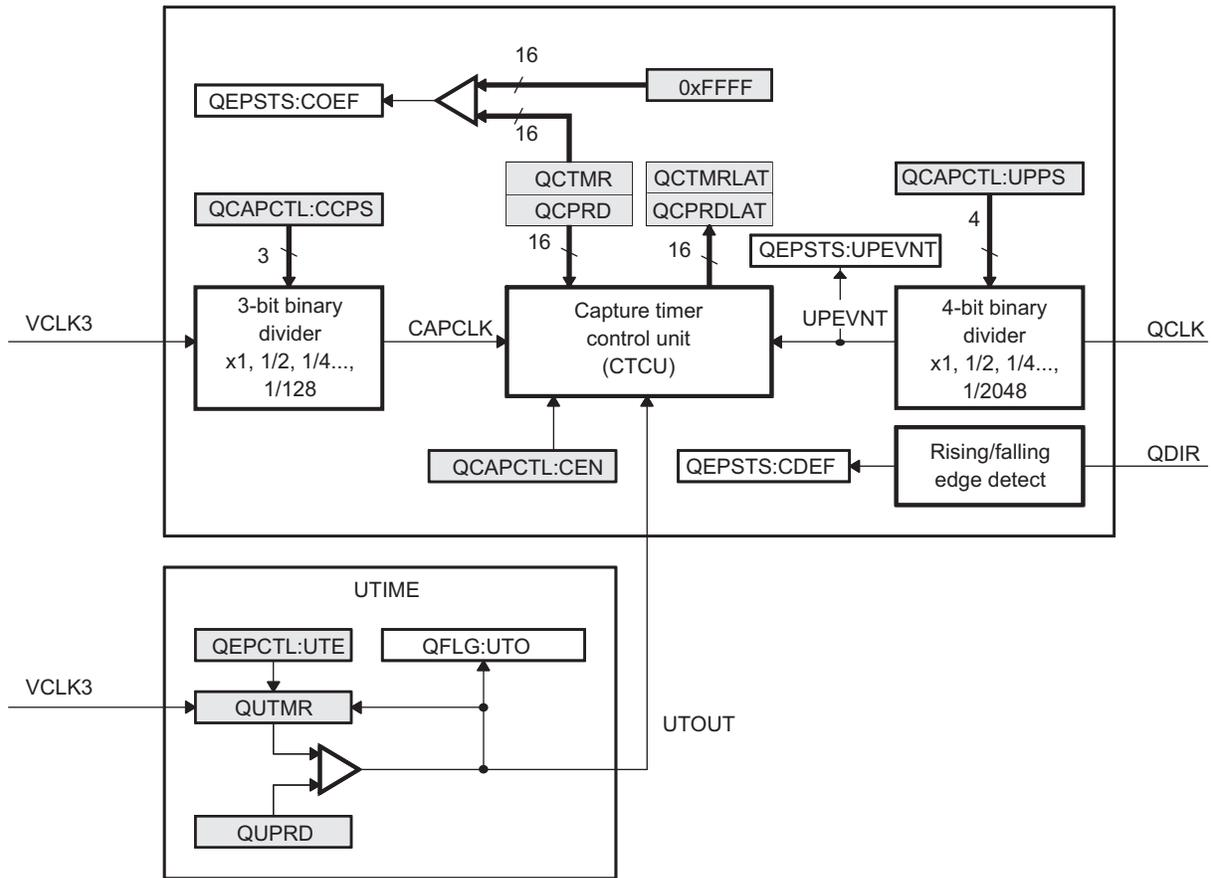 16
0xFFFF
QEPSTS:COEF
16
QCTMR
QCTMRLAT
QCAPCTL:UPPS
QCAPCTL:CCPS
QCPRD
QCPRDLAT
4
3
16
16
QEPSTS:UPEVNT
VCLK3
3-bit binary
divider
x1, 1/2, 1/4...,
1/128
CAPCLK
Capture timer
control unit
(CTCU)
UPEVNT
4-bit binary
divider
x1, 1/2, 1/4...,
1/2048
QCLK
QCAPCTL:CEN
QEPSTS:CDEF
Rising/falling
edge detect
QDIR
UTIME
QEPCTL:UTE
QFLG:UTO
VCLK3
QUTMR
UTOUT
QUPRD